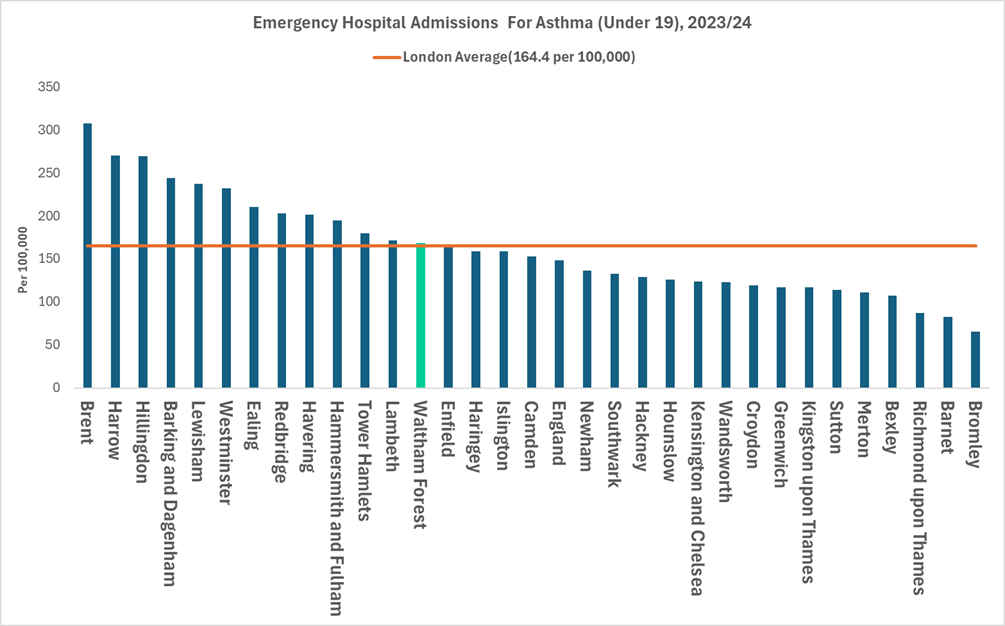 Emergency Hospital Admissions  For Asthma (Under 19), 2023/24
London Average(164.4 per 100,000)
350
300
250
200
150
100
50
0
Per 100,000
Brent
Harrow
Hillingdon
Barking and Dagenham
Lewisham
Westminster
Ealing
Redbridge
Havering
Hammersmith and Fulham
Tower Hamlets
Lambeth
Waltham Forest
Enfield
Haringey
Islington
Camden
England
Newham
Southwark
Hackney
Hounslow
Kensington and Chelsea
Wandsworth
Croydon
Greenwich
Kingston upon Thames
Sutton
Merton
Bexley
Richmond upon Thames
Barnet
Bromley